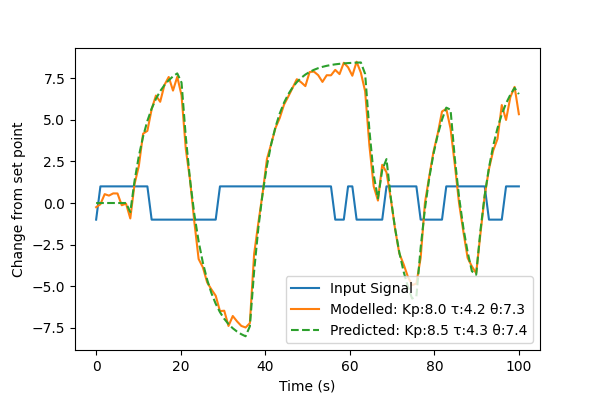 7.5
5.0
2.5
0.0
−2.5
−5.0
−7.5
Change from set point
Input Signal
Modelled: Kp:8.0 τ:4.2 θ:7.3
Predicted: Kp:8.5 τ:4.3 θ:7.4
0 20 40 60 80 100
Time (s)